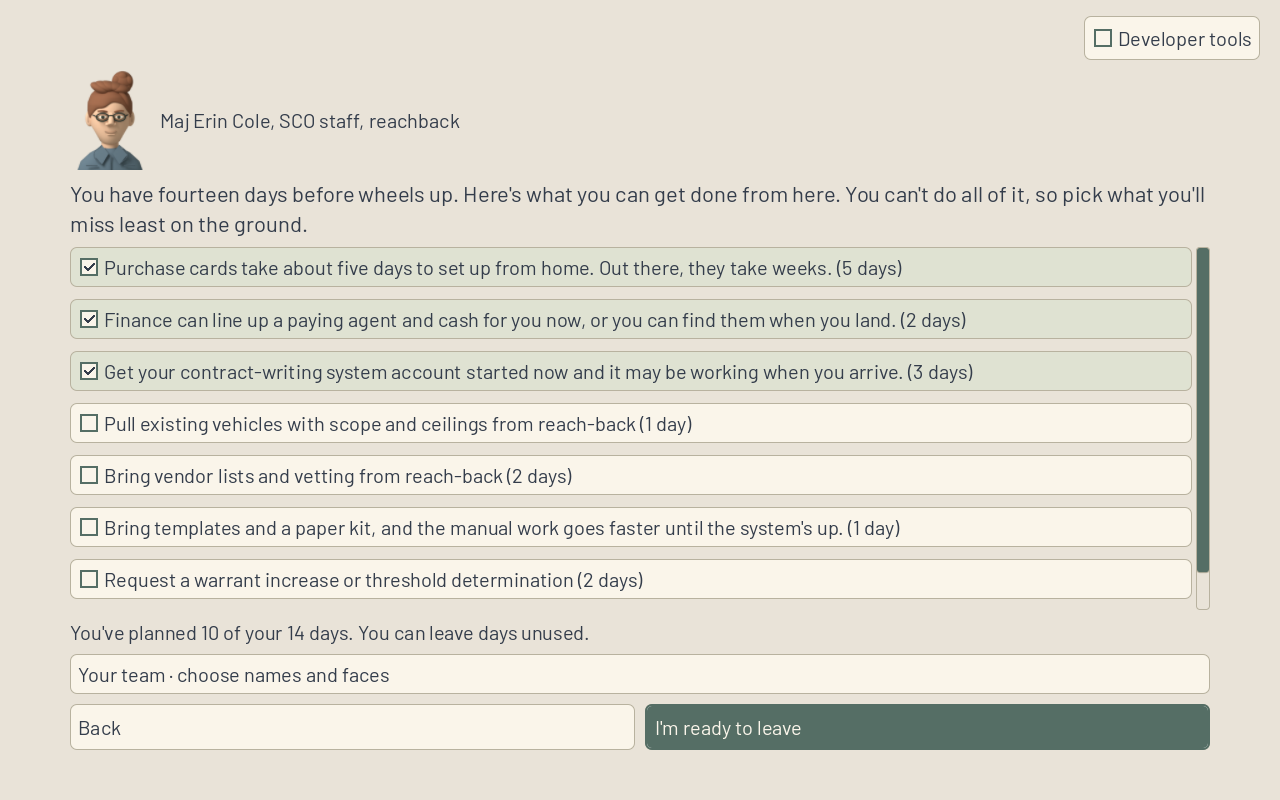 Developer tools
Maj Erin Cole, SCO staff, reachback
You have fourteen days before wheels up. Here's what you can get done from here. You can't do all of it, so pick what you'll
miss least on the ground.
Purchase cards take about five days to set up from home. Out there, they take weeks. (5 days)
Finance can line up a paying agent and cash for you now, or you can find them when you land. (2 days)
Get your contract-writing system account started now and it may be working when you arrive. (3 days)
Pull existing vehicles with scope and ceilings from reach-back (1 day)
Bring vendor lists and vetting from reach-back (2 days)
Bring templates and a paper kit, and the manual work goes faster until the system's up. (1 day)
Request a warrant increase or threshold determination (2 days)
You've planned 10 of your 14 days. You can leave days unused.
Your team · choose names and faces
Back
I'm ready to leave